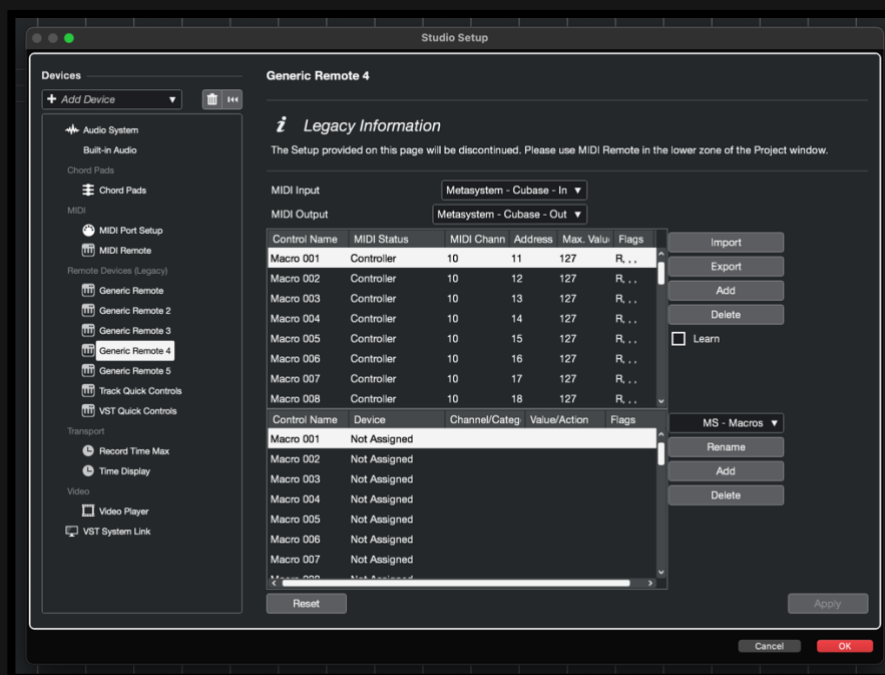 Studio Setup
Devices
+ Add Device
Audio System
Built-in Audio
Chord Pads
Chord Pads
MIDI
MIDI Port Setup
MIDI Remote
Remote Devices (Legacy)
Generic Remote
Generic Remote 2
Generic Remote 3
Generic Remote 4
Generic Remote 5
Track Quick Controls
VST Quick Controls
Transport
Record Time Max
Time Display
Video
Video Player
VST System Link
Generic Remote 4
i Legacy Information
The Setup provided on this page will be discontinued. Please use MIDI Remote in the lower zone of the Project window.
MIDI Input Metasystem - Cubase - In
MIDI Output Metasystem - Cubase - Out
Control Name MIDI Status MIDI Chann Address Max. Valu Flags
Macro 001 Controller 10 11 127 R, , ,
Macro 002 Controller 10 12 127 R, , ,
Macro 003 Controller 10 13 127 R, , ,
Macro 004 Controller 10 14 127 R, , ,
Macro 005 Controller 10 15 127 R, , ,
Macro 006 Controller 10 16 127 R, , ,
Macro 007 Controller 10 17 127 R, , ,
Macro 008 Controller 10 18 127 R, , ,
Import
Export
Add
Delete
Learn
Control Name Device Channel/Categ Value/Action Flags
Macro 001 Not Assigned
Macro 002 Not Assigned
Macro 003 Not Assigned
Macro 004 Not Assigned
Macro 005 Not Assigned
Macro 006 Not Assigned
Macro 007 Not Assigned
MS - Macros
Rename
Add
Delete
Reset
Apply
Cancel
OK